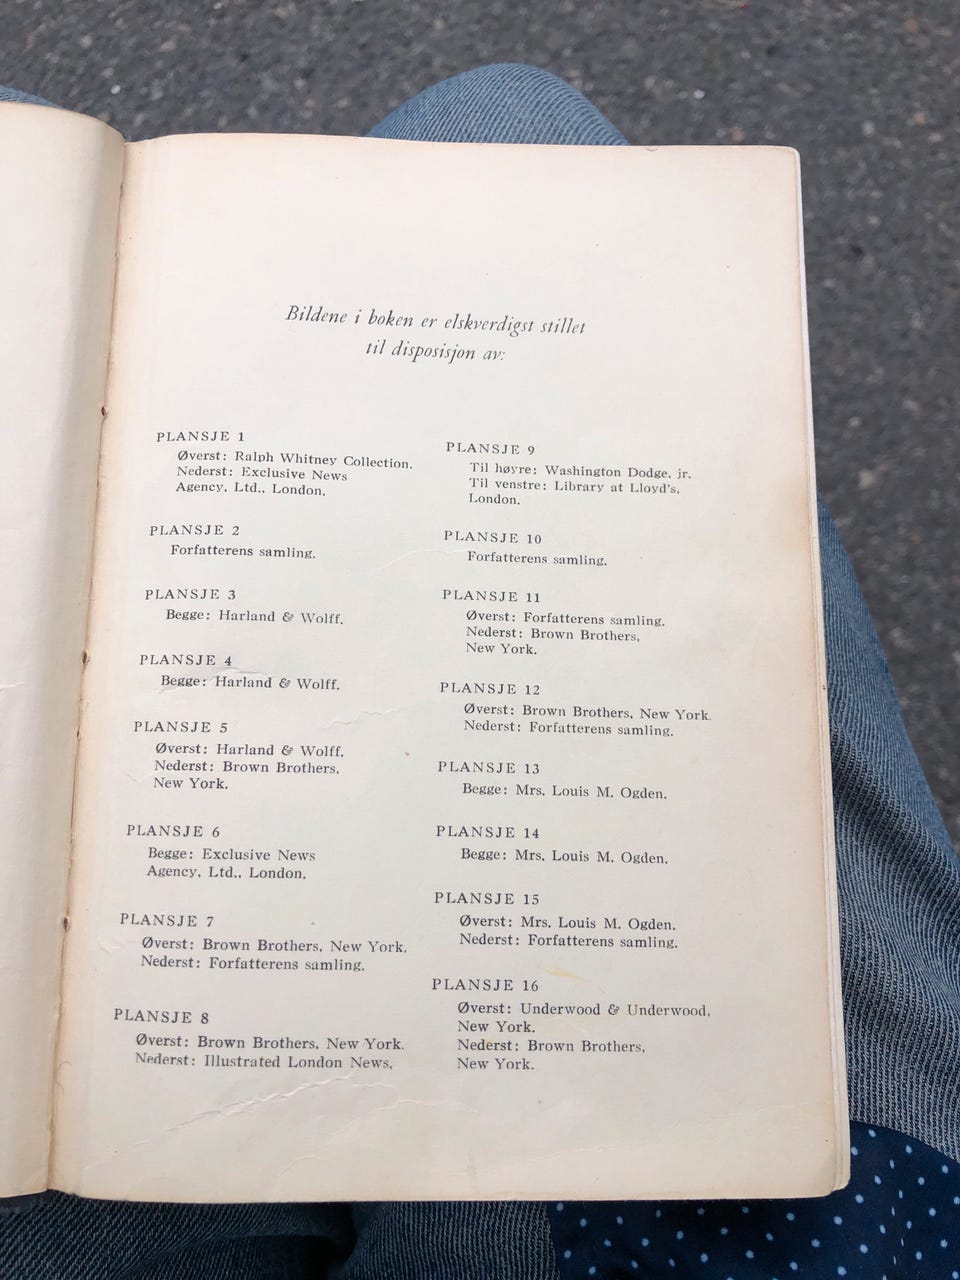 Bildene i boken er elskverdigst stillet
til disposisjon av:
PLANSJE 1
Øverst: Ralph Whitney Collection.
Nederst: Exclusive News
Agency, Ltd., London.
PLANSJE 2
Forfatterens samling.
PLANSJE 3
Begge: Harland & Wolff.
PLANSJE 4
Begge: Harland & Wolff.
PLANSJE 5
Øverst: Harland & Wolff.
Nederst: Brown Brothers,
New York.
PLANSJE 6
Begge: Exclusive News
Agency, Ltd., London.
PLANSJE 7
Øverst: Brown Brothers, New York.
Nederst: Forfatterens samling.
PLANSJE 8
Øverst: Brown Brothers, New York.
Nederst: Illustrated London News,
PLANSJE 9
Til høyre: Washington Dodge, jr.
Til venstre: Library at Lloyd's,
London.
PLANSJE 10
Forfatterens samling.
PLANSJE 11
Øverst: Forfatterens samling.
Nederst: Brown Brothers,
New York.
PLANSJE 12
Øverst: Brown Brothers, New York.
Nederst: Forfatterens samling.
PLANSJE 13
Begge: Mrs. Louis M. Ogden.
PLANSJE 14
Begge: Mrs. Louis M. Ogden.
PLANSJE 15
Øverst: Mrs. Louis M. Ogden.
Nederst: Forfatterens samling.
PLANSJE 16
Øverst: Underwood & Underwood,
New York.
Nederst: Brown Brothers,
New York.